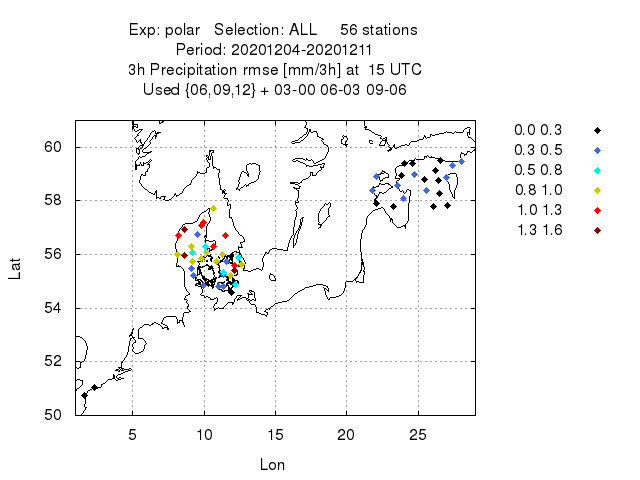 Exp: polar   Selection: ALL     56 stations
Period: 20201204-20201211
3h Precipitation rmse [mm/3h] at  15 UTC
Used {06,09,12} + 03-00 06-03 09-06
60
58
56
54
52
50
Lat
5 10 15 20 25
Lon
0.0 0.3
0.3 0.5
0.5 0.8
0.8 1.0
1.0 1.3
1.3 1.6